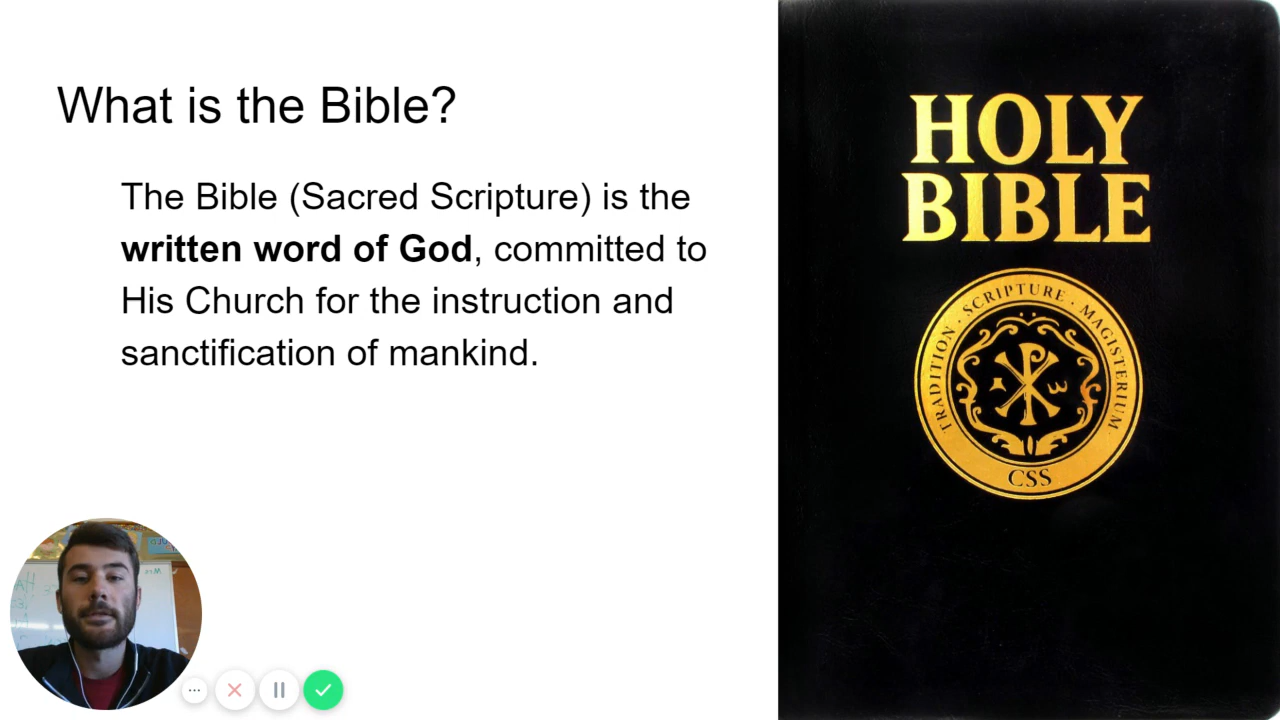 What is the Bible?
The Bible (Sacred Scripture) is the
written word of God, committed to
His Church for the instruction and
sanctification of mankind.
HOLY
BIBLE
TRADITION · SCRIPTURE · MAGISTERIUM
CSS